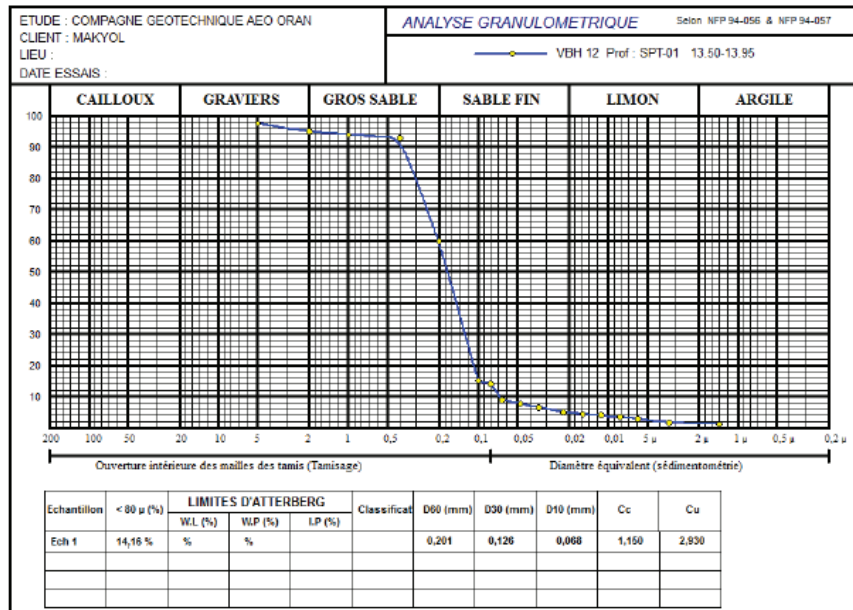 ETUDE : COMPAGNE GEOTECHNIQUE AEO ORAN
CLIENT : MAKYOL
LIEU :
DATE ESSAIS :
ANALYSE GRANULOMETRIQUE Selon NFP 94-056 & NFP 94-057
VBH 12 Prof : SPT-01 13.50-13.95
CAILLOUX GRAVIERS GROS SABLE SABLE FIN LIMON ARGILE
100
90
80
70
60
50
40
30
20
10
200 100 50 20 10 5 2 1 0,5 0,2 0,1 0,05 0,02 0,01 5 µ 2 µ 1 µ 0,5 µ 0,2 µ
Ouverture intérieure des mailles des tamis (Tamisage) Diamètre équivalent (sédimentométrie)
Echantillon < 80 µ (%) LIMITES D'ATTERBERG Classificat D60 (mm) D30 (mm) D10 (mm) Cc Cu
W.L (%) W.P (%) I.P (%)
Ech 1 14,16 % % % 0,201 0,126 0,068 1,150 2,930